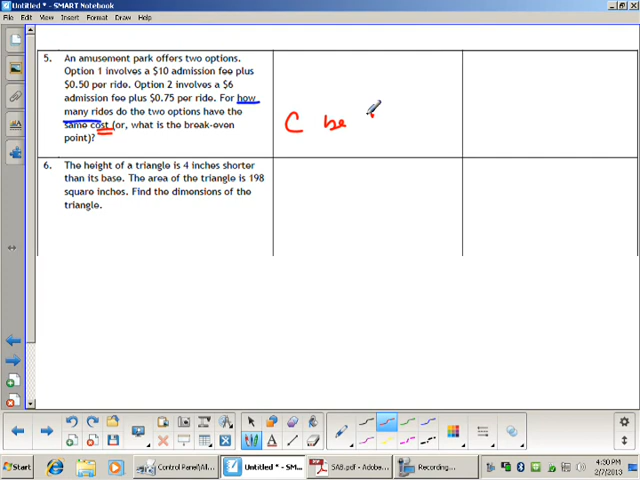 Untitled * - SMART Notebook
File Edit View Insert Format Draw Help
5. An amusement park offers two options.
Option 1 involves a $10 admission fee plus
$0.50 per ride. Option 2 involves a $6
admission fee plus $0.75 per ride. For how
many rides do the two options have the
same cost (or, what is the break-even
point)?
C be
6. The height of a triangle is 4 inches shorter
than its base. The area of the triangle is 198
square inches. Find the dimensions of the
triangle.
Start
Control Panel\Al...
Untitled * - SM...
SAB.pdf - Adobe...
Recording...
4:30 PM
2/7/2013